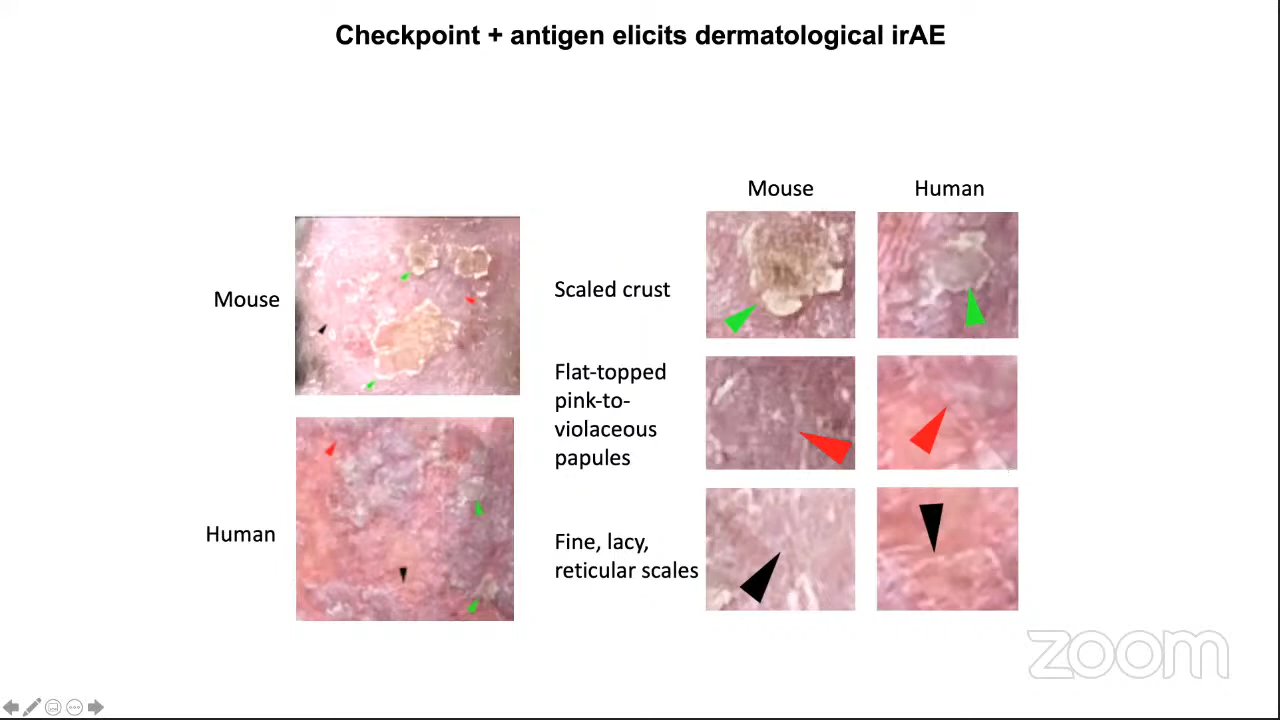 Checkpoint + antigen elicits dermatological irAE
Mouse
Human
Mouse
Human
Scaled crust
Flat-topped
pink-to-
violaceous
papules
Fine, lacy,
reticular scales
zoom